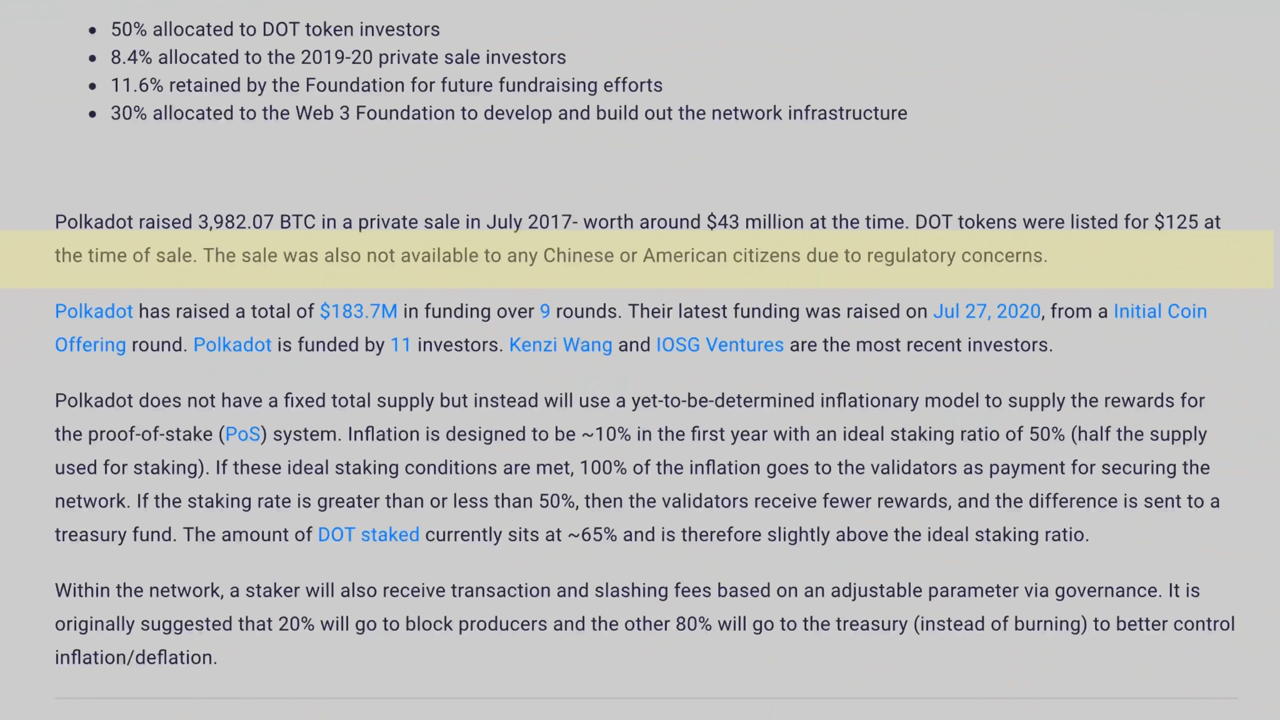 • 50% allocated to DOT token investors
• 8.4% allocated to the 2019-20 private sale investors
• 11.6% retained by the Foundation for future fundraising efforts
• 30% allocated to the Web 3 Foundation to develop and build out the network infrastructure
Polkadot raised 3,982.07 BTC in a private sale in July 2017- worth around $43 million at the time. DOT tokens were listed for $125 at
the time of sale. The sale was also not available to any Chinese or American citizens due to regulatory concerns.
Polkadot has raised a total of $183.7M in funding over 9 rounds. Their latest funding was raised on Jul 27, 2020, from a Initial Coin
Offering round. Polkadot is funded by 11 investors. Kenzi Wang and IOSG Ventures are the most recent investors.
Polkadot does not have a fixed total supply but instead will use a yet-to-be-determined inflationary model to supply the rewards for
the proof-of-stake (PoS) system. Inflation is designed to be ~10% in the first year with an ideal staking ratio of 50% (half the supply
used for staking). If these ideal staking conditions are met, 100% of the inflation goes to the validators as payment for securing the
network. If the staking rate is greater than or less than 50%, then the validators receive fewer rewards, and the difference is sent to a
treasury fund. The amount of DOT staked currently sits at ~65% and is therefore slightly above the ideal staking ratio.
Within the network, a staker will also receive transaction and slashing fees based on an adjustable parameter via governance. It is
originally suggested that 20% will go to block producers and the other 80% will go to the treasury (instead of burning) to better control
inflation/deflation.